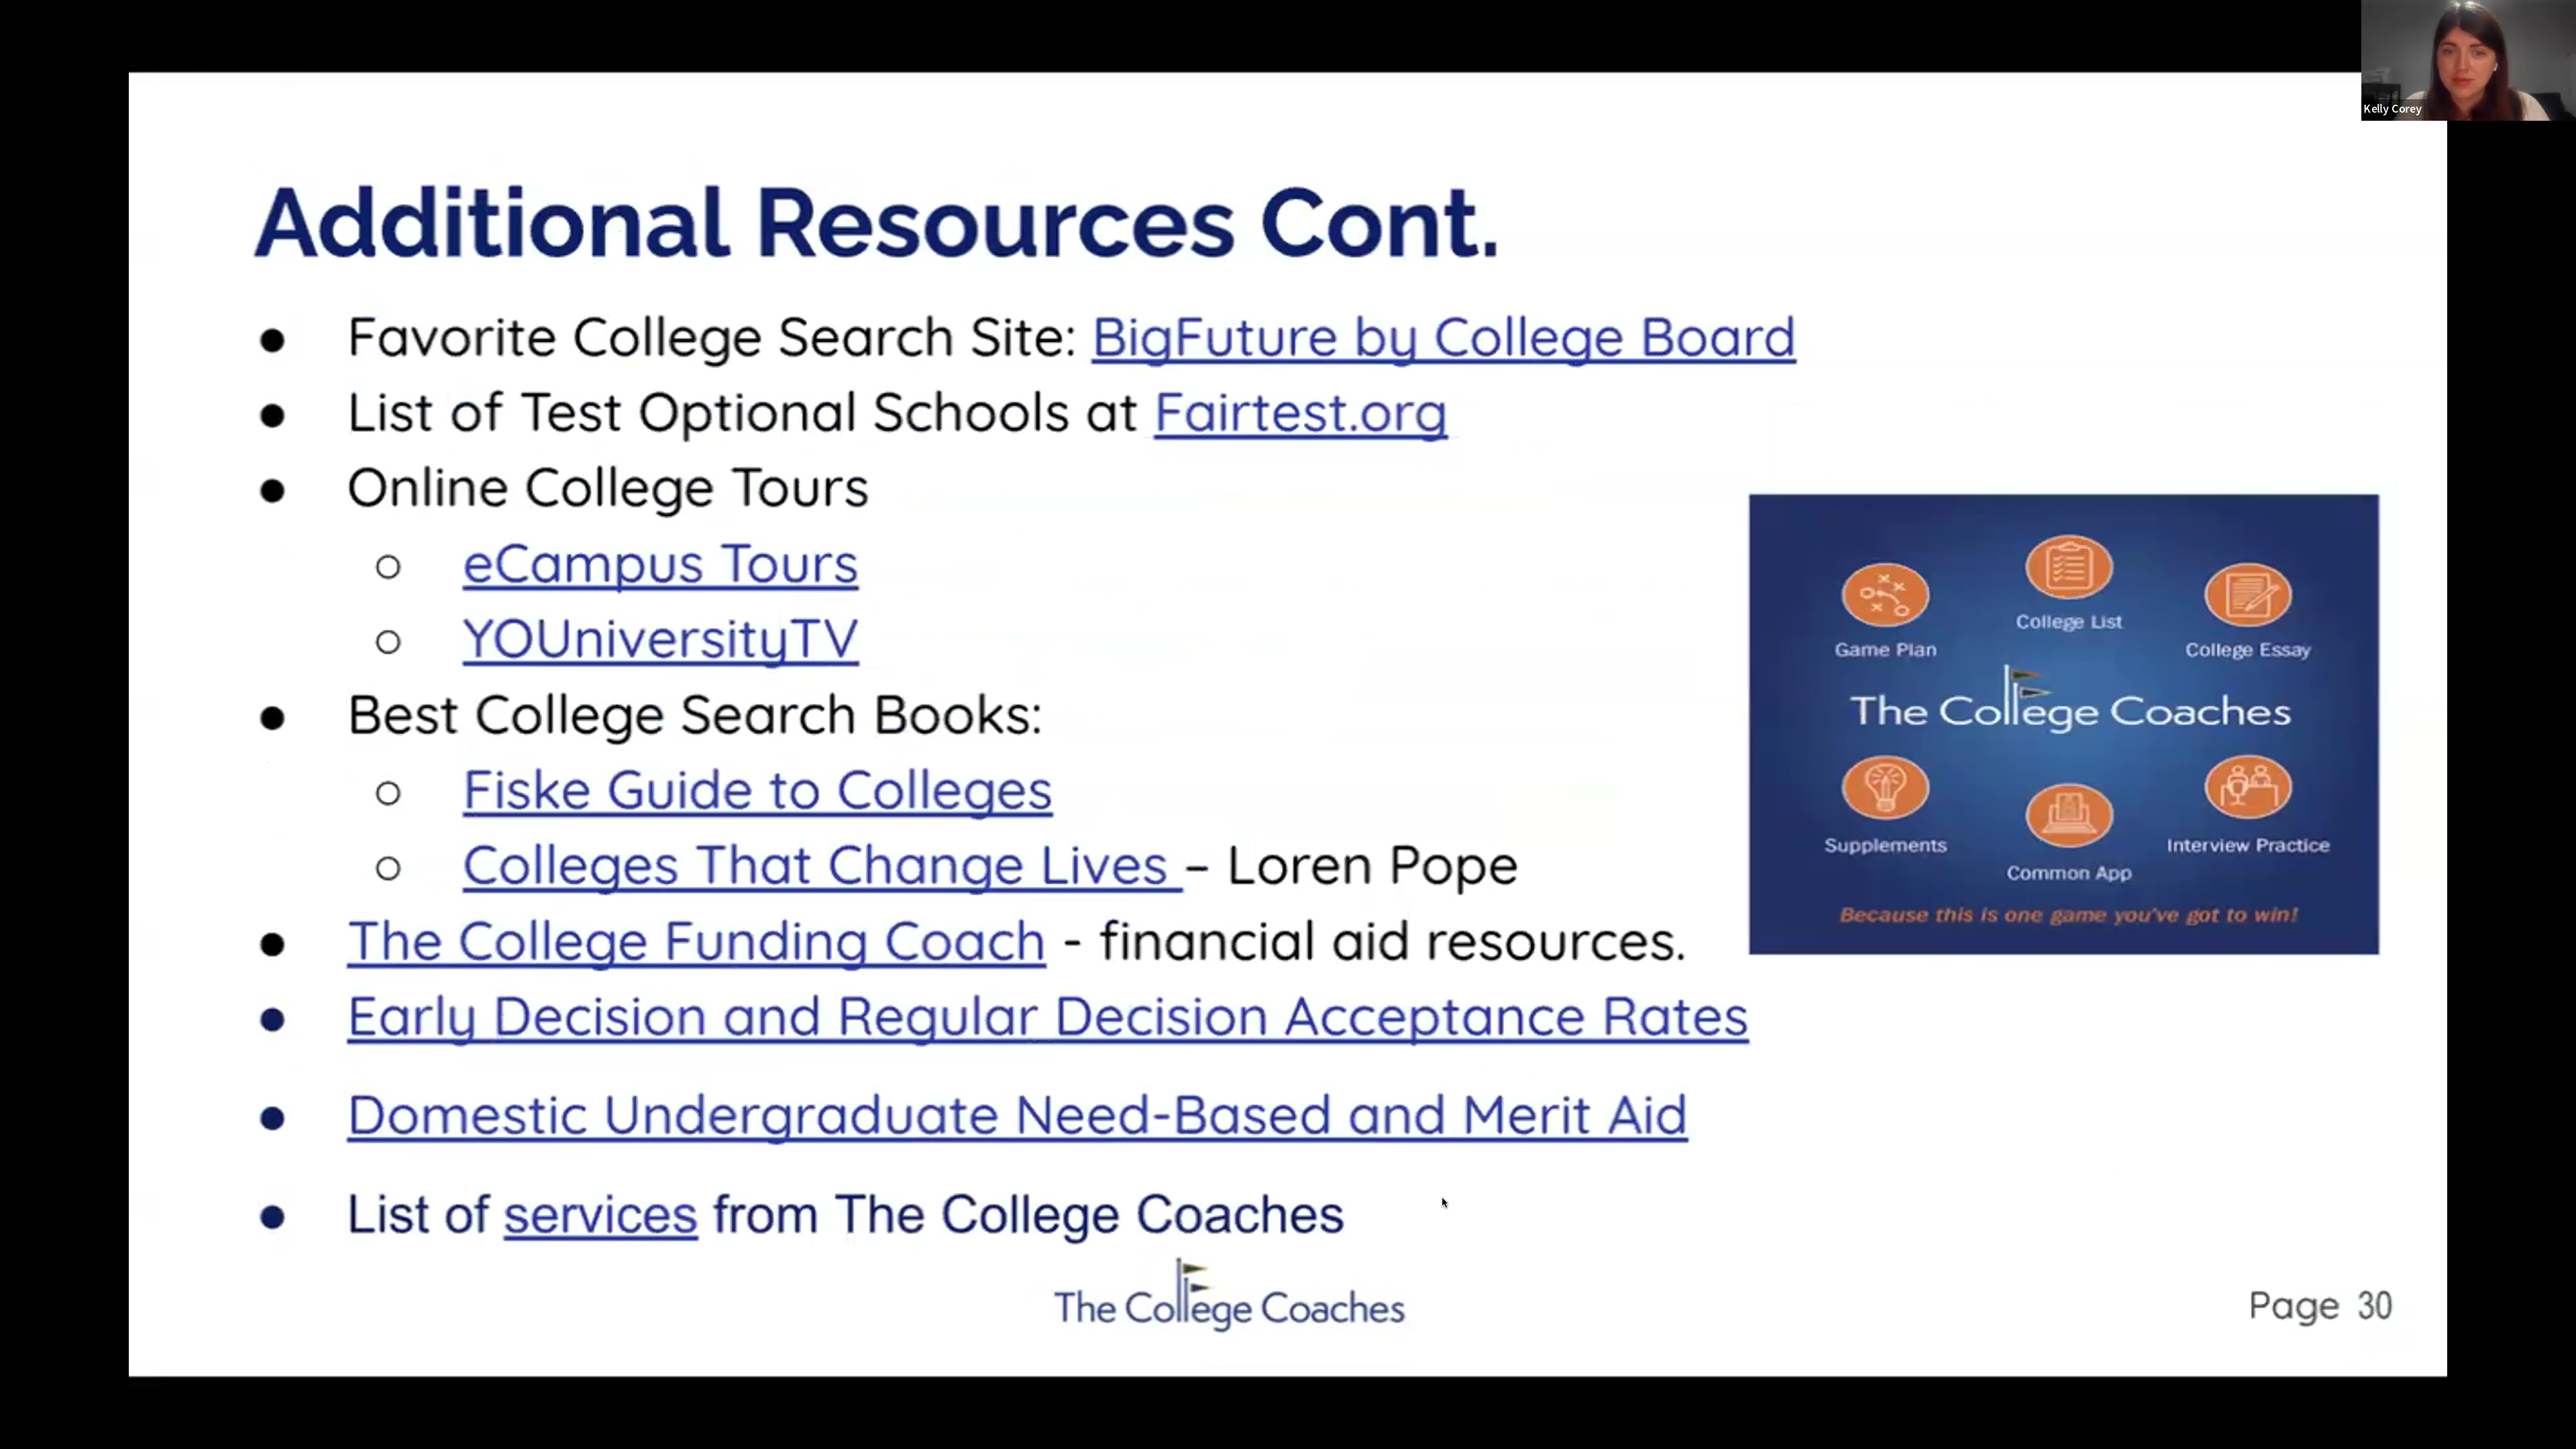 Kelly Corey
Additional Resources Cont.
● Favorite College Search Site: BigFuture by College Board
● List of Test Optional Schools at Fairtest.org
● Online College Tours
○ eCampus Tours
○ YOUniversityTV
● Best College Search Books:
○ Fiske Guide to Colleges
○ Colleges That Change Lives – Loren Pope
● The College Funding Coach - financial aid resources.
● Early Decision and Regular Decision Acceptance Rates
● Domestic Undergraduate Need-Based and Merit Aid
● List of services from The College Coaches
Game Plan
College List
College Essay
The College Coaches
Supplements
Common App
Interview Practice
Because this is one game you've got to win!
The College Coaches
Page 30